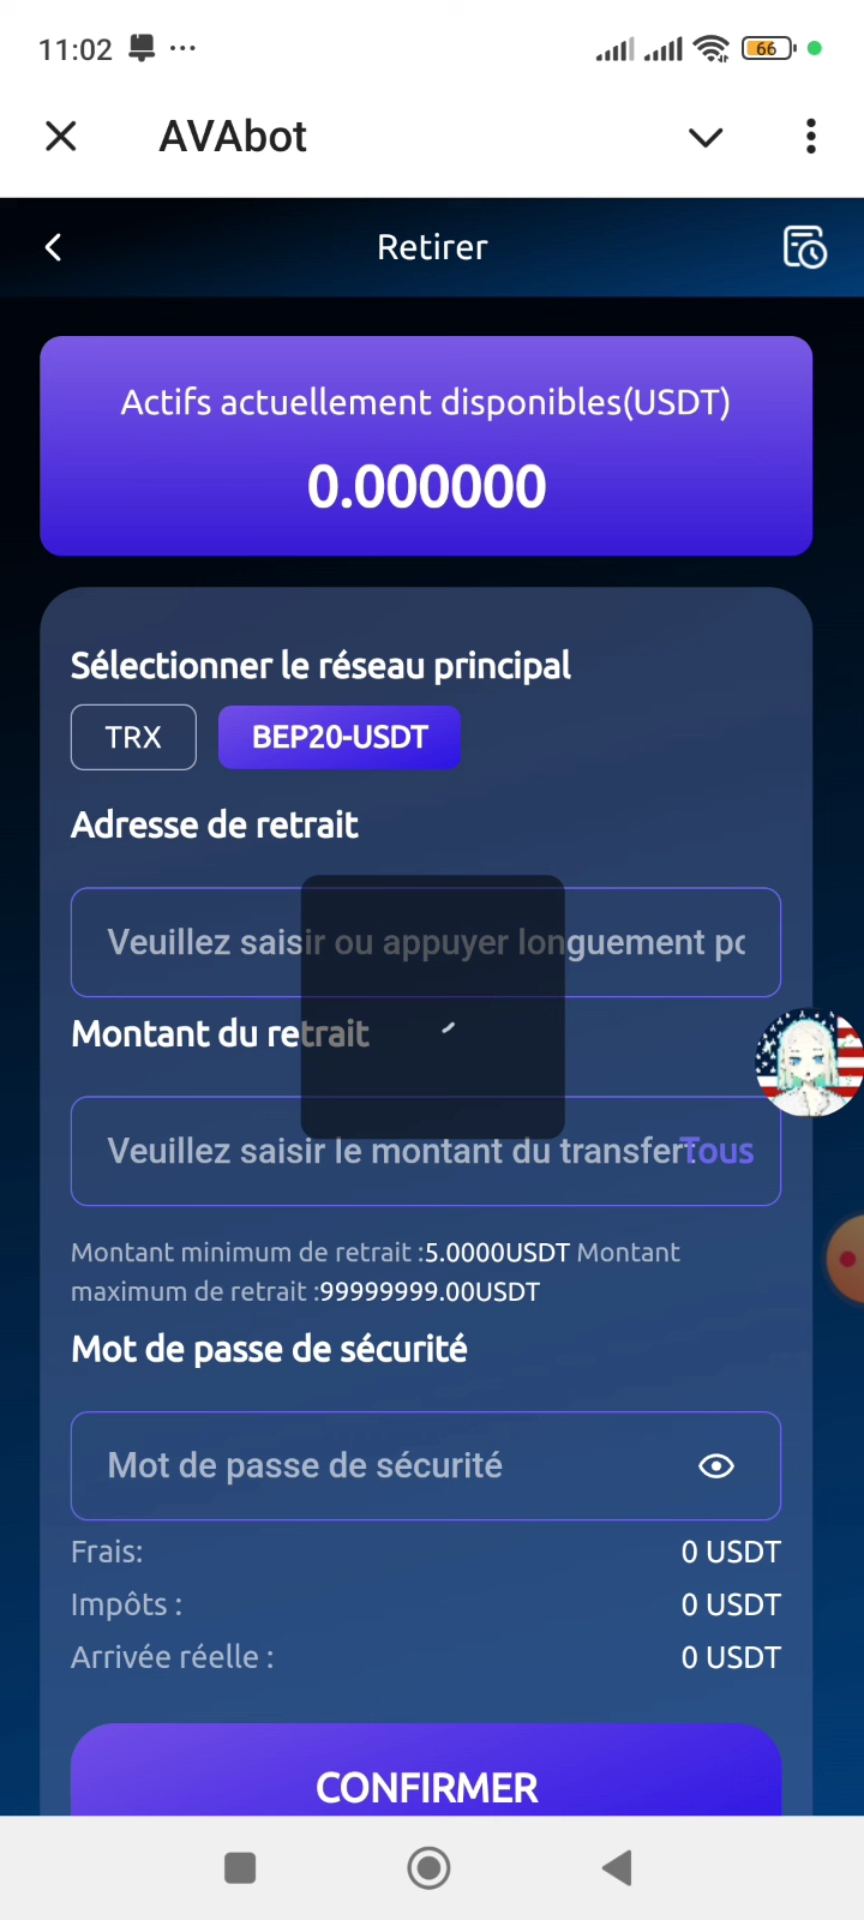 11:02
66
AVAbot
Retirer
Actifs actuellement disponibles(USDT)
0.000000
Sélectionner le réseau principal
TRX
BEP20-USDT
Adresse de retrait
Veuillez saisir ou appuyer longuement pc
Montant du retrait
Veuillez saisir le montant du transfert Tous
Montant minimum de retrait :5.0000USDT Montant
maximum de retrait :99999999.00USDT
Mot de passe de sécurité
Mot de passe de sécurité
Frais: 0 USDT
Impôts : 0 USDT
Arrivée réelle : 0 USDT
CONFIRMER